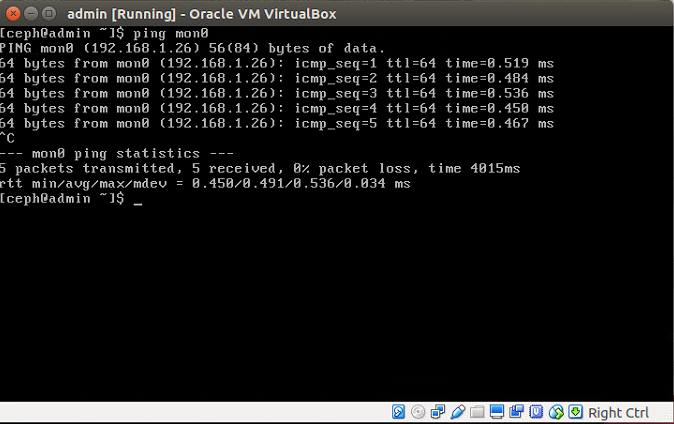 admin [Running] - Oracle VM VirtualBox
[ceph@admin ~]$ ping mon0
PING mon0 (192.168.1.26) 56(84) bytes of data.
64 bytes from mon0 (192.168.1.26): icmp_seq=1 ttl=64 time=0.519 ms
64 bytes from mon0 (192.168.1.26): icmp_seq=2 ttl=64 time=0.484 ms
64 bytes from mon0 (192.168.1.26): icmp_seq=3 ttl=64 time=0.536 ms
64 bytes from mon0 (192.168.1.26): icmp_seq=4 ttl=64 time=0.450 ms
64 bytes from mon0 (192.168.1.26): icmp_seq=5 ttl=64 time=0.467 ms
^C
--- mon0 ping statistics ---
5 packets transmitted, 5 received, 0% packet loss, time 4015ms
rtt min/avg/max/mdev = 0.450/0.491/0.536/0.034 ms
[ceph@admin ~]$ _
Right Ctrl